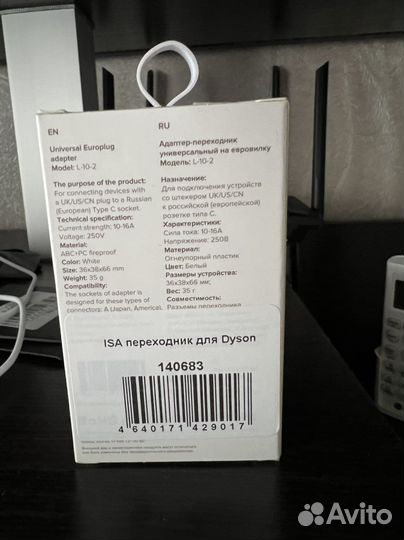 EN
Universal Europlug
adapter
Model: L-10-2
The purpose of the product:
For connecting devices with
a UK/US/CN plug to a Russian
(European) Type C socket.
Technical specification:
Current strength: 10-16A
Voltage: 250V
Material:
ABC+PC fireproof
Color: White
Size: 36x38x66 mm
Weight: 35 g
Compatibility:
The sockets of adapter is
designed for these types of
connectors: A (Japan, America),
RU
Адаптер-переходник
универсальный на евровилку
Модель: L-10-2
Назначение:
Для подключения устройств
со штекером UK/US/CN
к российской (европейской)
розетке типа С.
Характеристики:
Сила тока: 10-16А
Напряжение: 250В
Материал:
Огнеупорный пластик
Цвет: Белый
Размеры устройства:
36х38х66 мм;
Вес: 35 г
Совместимость:
Разъемы переходника
ISA переходник для Dyson
140683
4 640171 429017
Avito